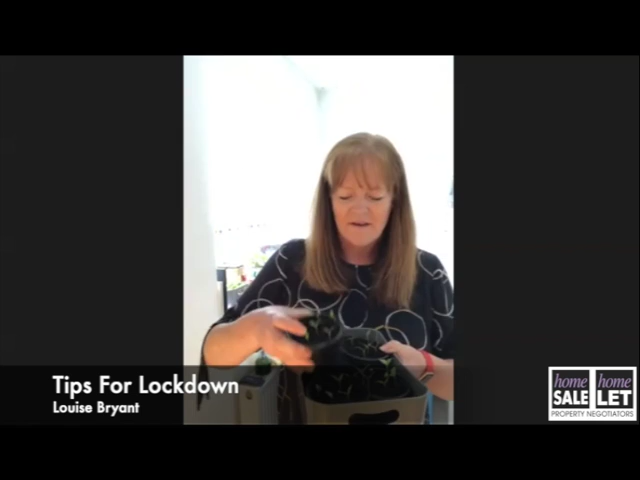 Tips For Lockdown
Louise Bryant
home home
SALE LET
PROPERTY NEGOTIATORS